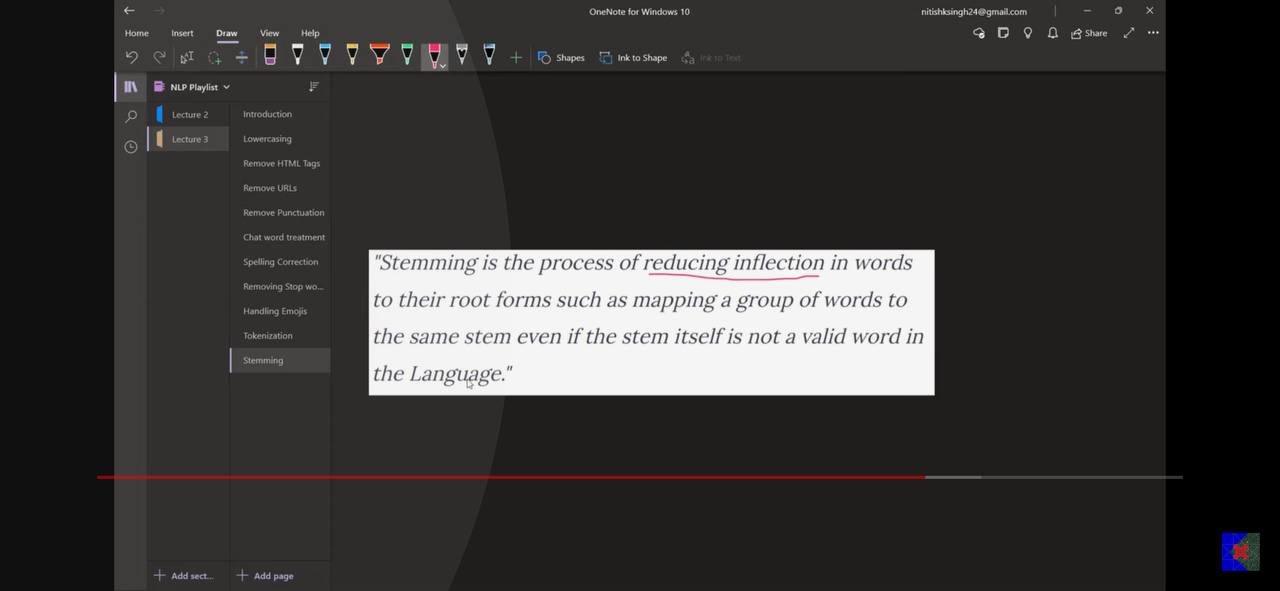 OneNote for Windows 10
nitishksingh24@gmail.com
Home Insert Draw View Help
Share
Shapes Ink to Shape Ink to Text
NLP Playlist
Lecture 2
Lecture 3
Introduction
Lowercasing
Remove HTML Tags
Remove URLs
Remove Punctuation
Chat word treatment
Spelling Correction
Removing Stop wo...
Handling Emojis
Tokenization
Stemming
"Stemming is the process of reducing inflection in words
to their root forms such as mapping a group of words to
the same stem even if the stem itself is not a valid word in
the Language."
Add sect... Add page